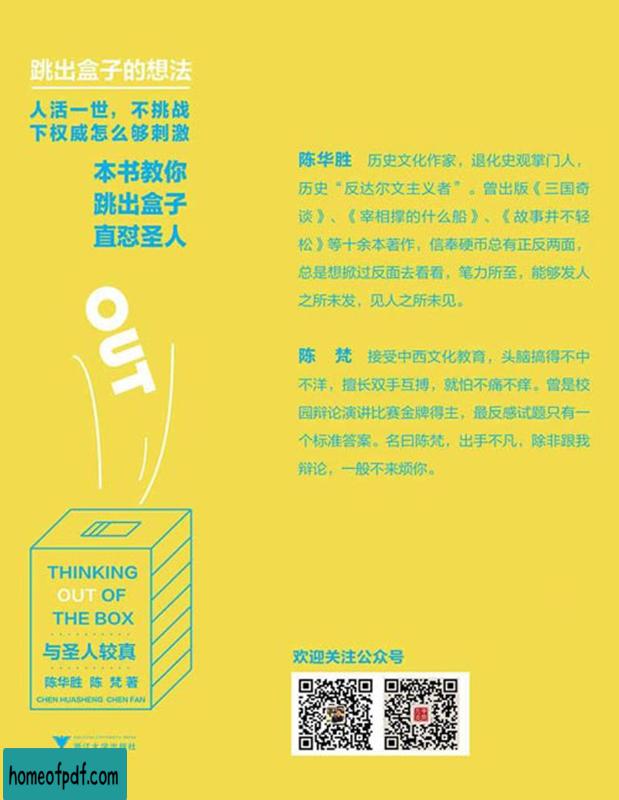 跳出盒子的想法
人活一世，不挑战
下权威怎么够刺激
本书教你
跳出盒子
直怼圣人
OUT
THINKING
OUT OF
THE BOX
与圣人较真
陈华胜 陈 梵 著
CHEN HUASHENG CHEN FAN
浙江大学出版社
陈华胜 历史文化作家，退化史观掌门人，
历史“反达尔文主义者”。曾出版《三国奇
谈》、《宰相撑的什么船》、《故事并不轻
松》等十余本著作，信奉硬币总有正反两面，
总是想掀过反面去看看，笔力所至，能够发人
之所未发，见人之所未见。
陈 梵 接受中西文化教育，头脑搞得不中
不洋，擅长双手互搏，就怕不痛不痒。曾是校
园辩论演讲比赛金牌得主，最反感试题只有一
个标准答案。名曰陈梵，出手不凡，除非跟我
辩论，一般不来烦你。
欢迎关注公众号
homeofpdf.com